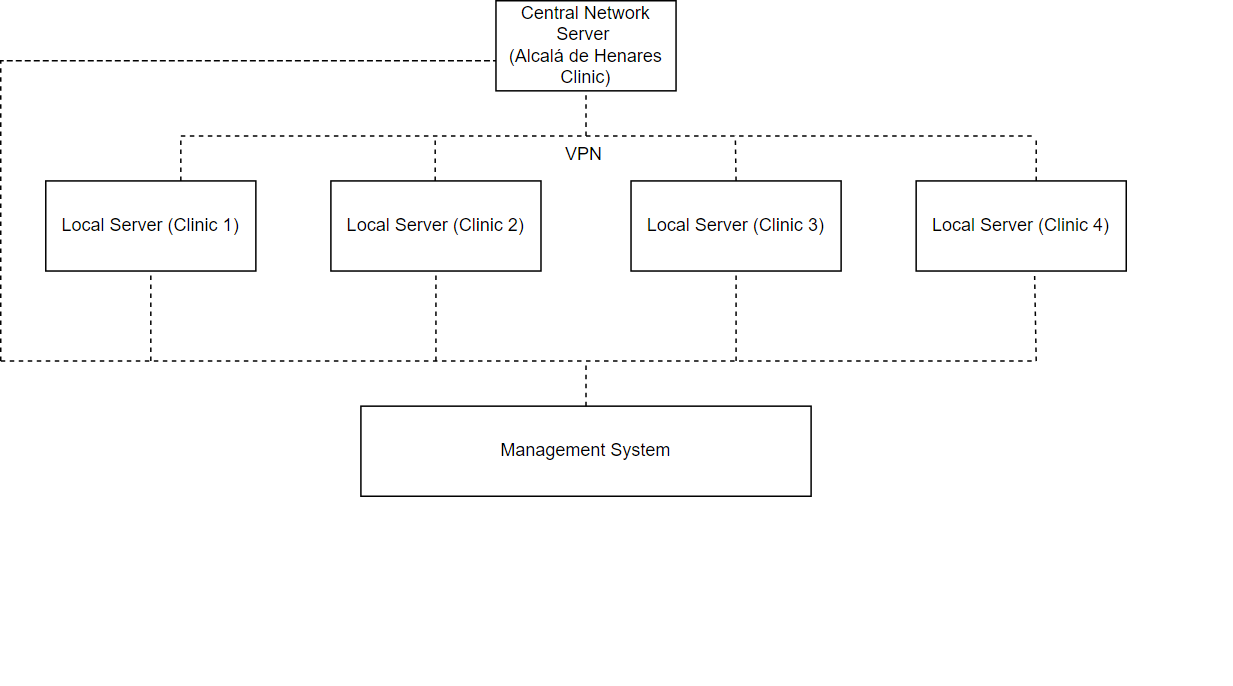 Central Network
Server
(Alcalá de Henares
Clinic)
VPN
Local Server (Clinic 1)
Local Server (Clinic 2)
Local Server (Clinic 3)
Local Server (Clinic 4)
Management System